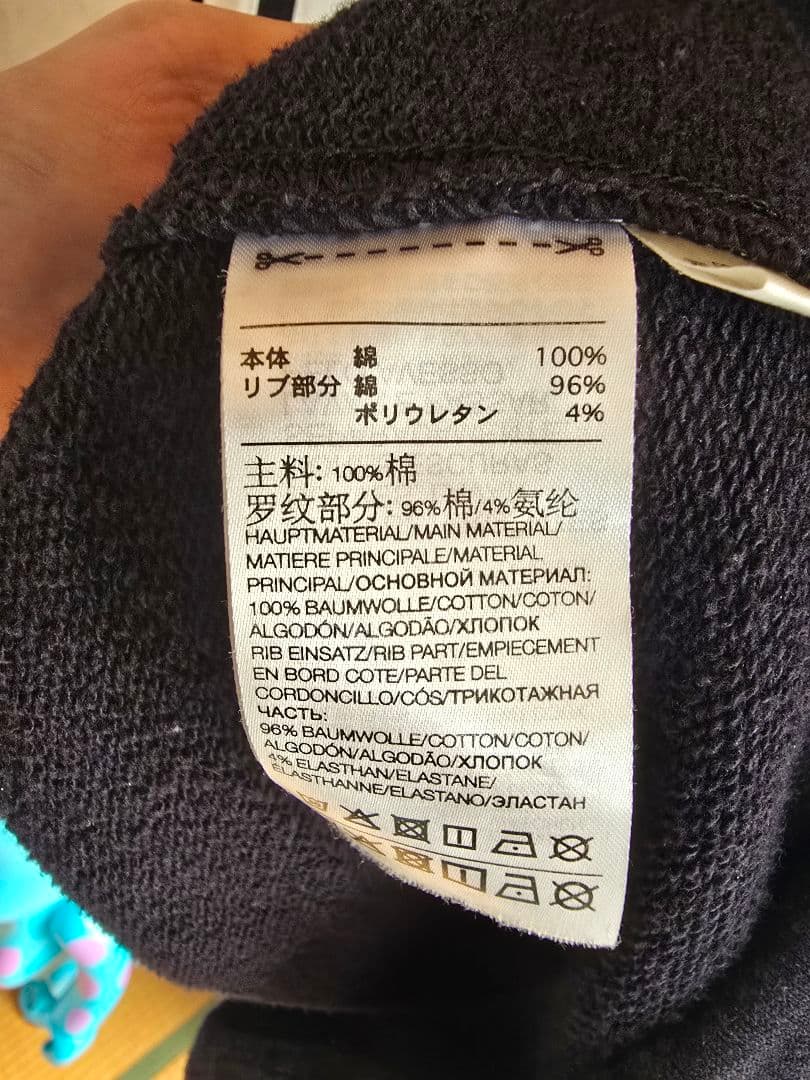 本体 綿 100%
リブ部分 綿 96%
ポリウレタン 4%
主料: 100%棉
罗纹部分: 96%棉/4%氨纶
HAUPTMATERIAL/MAIN MATERIAL/
MATIERE PRINCIPALE/MATERIAL
PRINCIPAL/ОСНОВНОЙ МАТЕРИАЛ:
100% BAUMWOLLE/COTTON/COTON/
ALGODÓN/ALGODÃO/ХЛОПОК
RIB EINSATZ/RIB PART/EMPIECEMENT
EN BORD COTE/PARTE DEL
CORDONCILLO/CÓS/ТРИКОТАЖНАЯ
ЧАСТЬ:
96% BAUMWOLLE/COTTON/COTON/
ALGODÓN/ALGODÃO/ХЛОПОК
4% ELASTHAN/ELASTANE/
ELASTHANNE/ELASTANO/ЭЛАСТАН